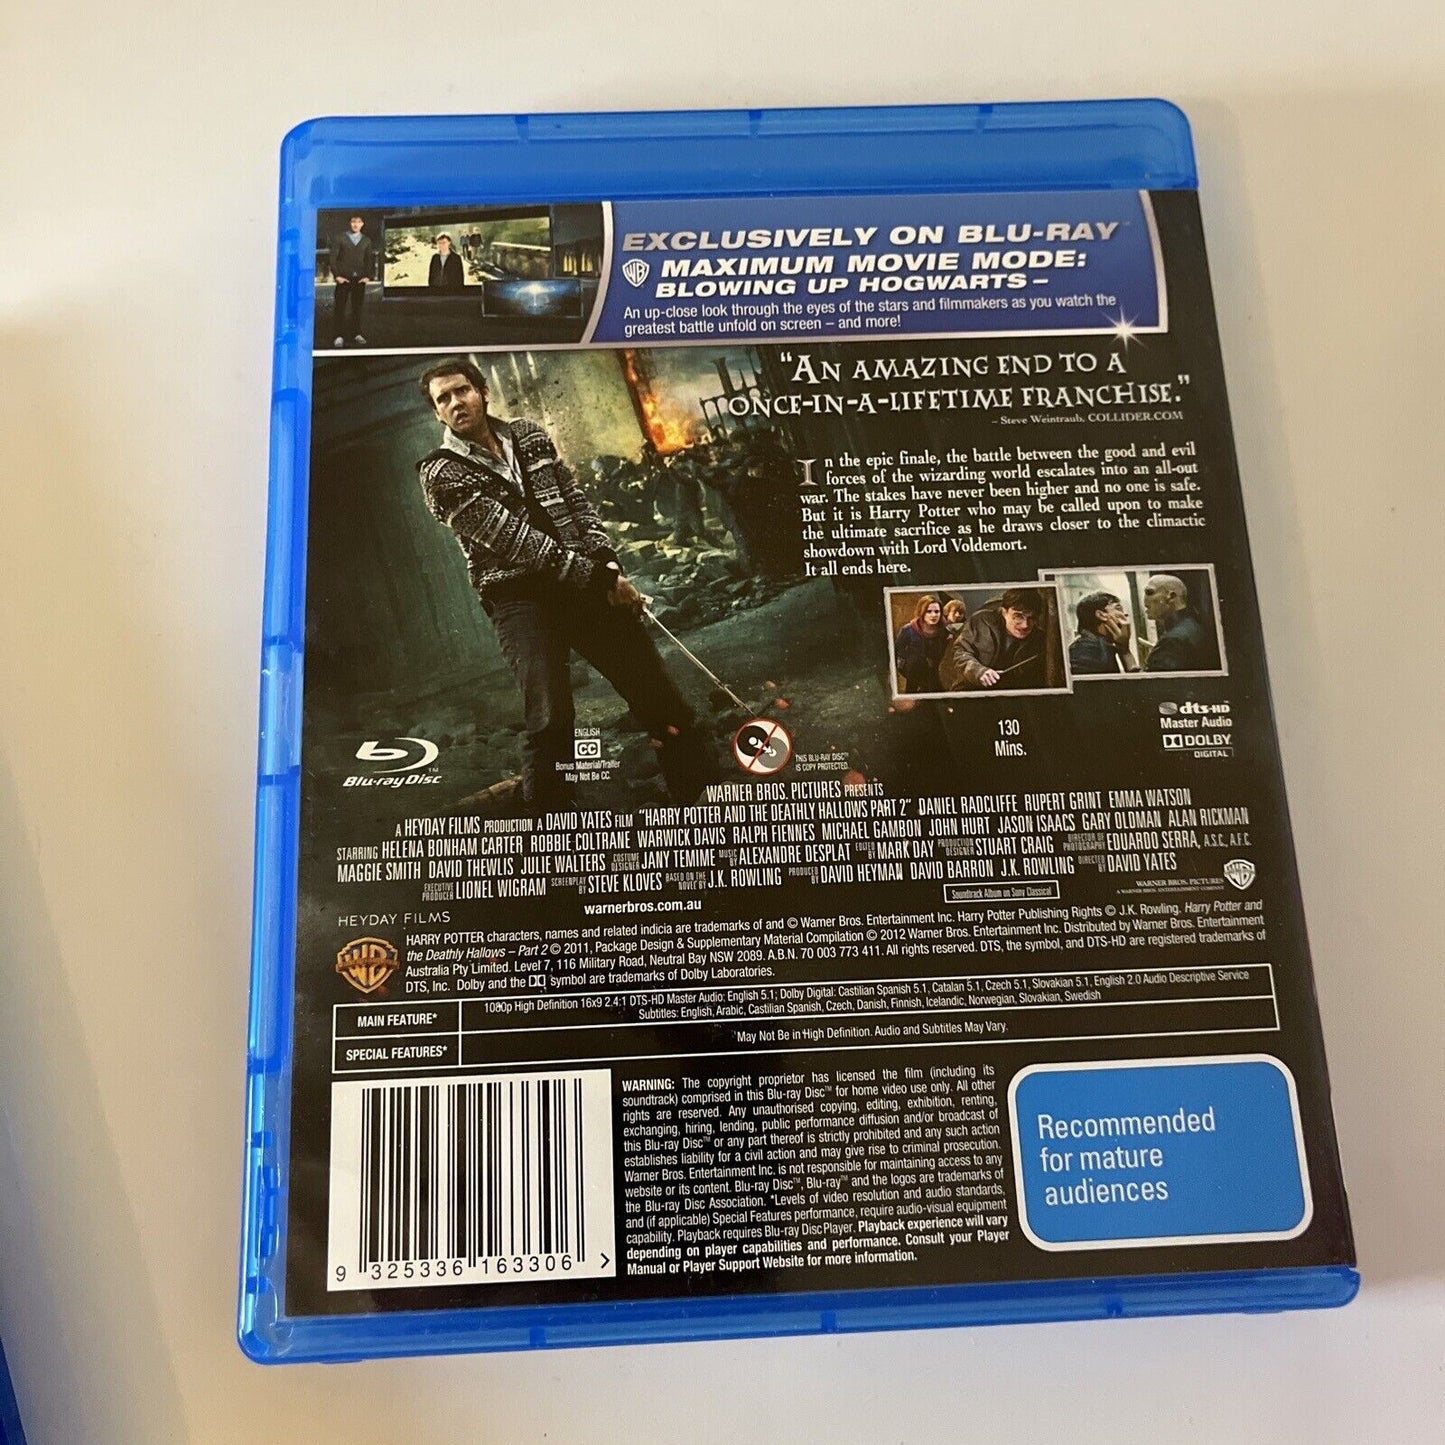 EXCLUSIVELY ON BLU-RAY™
WB MAXIMUM MOVIE MODE:
BLOWING UP HOGWARTS –
An up-close look through the eyes of the stars and filmmakers as you watch the
greatest battle unfold on screen – and more!
"AN AMAZING END TO A
ONCE-IN-A-LIFETIME FRANCHISE."
– Steve Weintraub, COLLIDER.COM
In the epic finale, the battle between the good and evil
forces of the wizarding world escalates into an all-out
war. The stakes have never been higher and no one is safe.
But it is Harry Potter who may be called upon to make
the ultimate sacrifice as he draws closer to the climactic
showdown with Lord Voldemort.
It all ends here.
Blu-ray Disc™
ENGLISH
CC
Bonus Material/Trailer
May Not Be CC.
THIS BLU-RAY DISC™
IS COPY PROTECTED.
130
Mins.
dts-HD
Master Audio
DOLBY
DIGITAL
WARNER BROS. PICTURES PRESENTS
A HEYDAY FILMS PRODUCTION A DAVID YATES FILM "HARRY POTTER AND THE DEATHLY HALLOWS PART 2" DANIEL RADCLIFFE RUPERT GRINT EMMA WATSON
STARRING HELENA BONHAM CARTER ROBBIE COLTRANE WARWICK DAVIS RALPH FIENNES MICHAEL GAMBON JOHN HURT JASON ISAACS GARY OLDMAN ALAN RICKMAN
MAGGIE SMITH DAVID THEWLIS JULIE WALTERS COSTUME DESIGNER JANY TEMIME MUSIC BY ALEXANDRE DESPLAT EDITED BY MARK DAY PRODUCTION DESIGNER STUART CRAIG DIRECTOR OF PHOTOGRAPHY EDUARDO SERRA, A.S.C., A.F.C.
EXECUTIVE PRODUCER LIONEL WIGRAM SCREENPLAY BY STEVE KLOVES BASED ON THE NOVEL BY J.K. ROWLING PRODUCED BY DAVID HEYMAN DAVID BARRON J.K. ROWLING DIRECTED BY DAVID YATES
warnerbros.com.au
Soundtrack Album on Sony Classical
WARNER BROS. PICTURES
A WARNER BROS. ENTERTAINMENT COMPANY
HEYDAY FILMS
WB
HARRY POTTER characters, names and related indicia are trademarks of and © Warner Bros. Entertainment Inc. Harry Potter Publishing Rights © J.K. Rowling. Harry Potter and
the Deathly Hallows – Part 2 © 2011, Package Design & Supplementary Material Compilation © 2012 Warner Bros. Entertainment Inc. Distributed by Warner Bros. Entertainment
Australia Pty Limited. Level 7, 116 Military Road, Neutral Bay NSW 2089. A.B.N. 70 003 773 411. All rights reserved. DTS, the symbol, and DTS-HD are registered trademarks of
DTS, Inc. Dolby and the symbol are trademarks of Dolby Laboratories.
MAIN FEATURE*
1080p High Definition 16x9 2.4:1 DTS-HD Master Audio: English 5.1; Dolby Digital: Castilian Spanish 5.1, Catalan 5.1, Czech 5.1, Slovakian 5.1, English 2.0 Audio Descriptive Service
Subtitles: English, Arabic, Castilian Spanish, Czech, Danish, Finnish, Icelandic, Norwegian, Slovakian, Swedish
SPECIAL FEATURES*
*May Not Be in High Definition. Audio and Subtitles May Vary.
WARNING: The copyright proprietor has licensed the film (including its
soundtrack) comprised in this Blu-ray Disc™ for home video use only. All other
rights are reserved. Any unauthorised copying, editing, exhibition, renting,
exchanging, hiring, lending, public performance diffusion and/or broadcast of
this Blu-ray Disc™ or any part thereof is strictly prohibited and any such action
establishes liability for a civil action and may give rise to criminal prosecution.
Warner Bros. Entertainment Inc. is not responsible for maintaining access to any
website or its content. Blu-ray Disc™, Blu-ray™ and the logos are trademarks of
the Blu-ray Disc Association. *Levels of video resolution and audio standards,
and (if applicable) Special Features performance, require audio-visual equipment
capability. Playback requires Blu-ray Disc Player. Playback experience will vary
depending on player capabilities and performance. Consult your Player
Manual or Player Support Website for more information.
Recommended
for mature
audiences
9 325336 163306 >